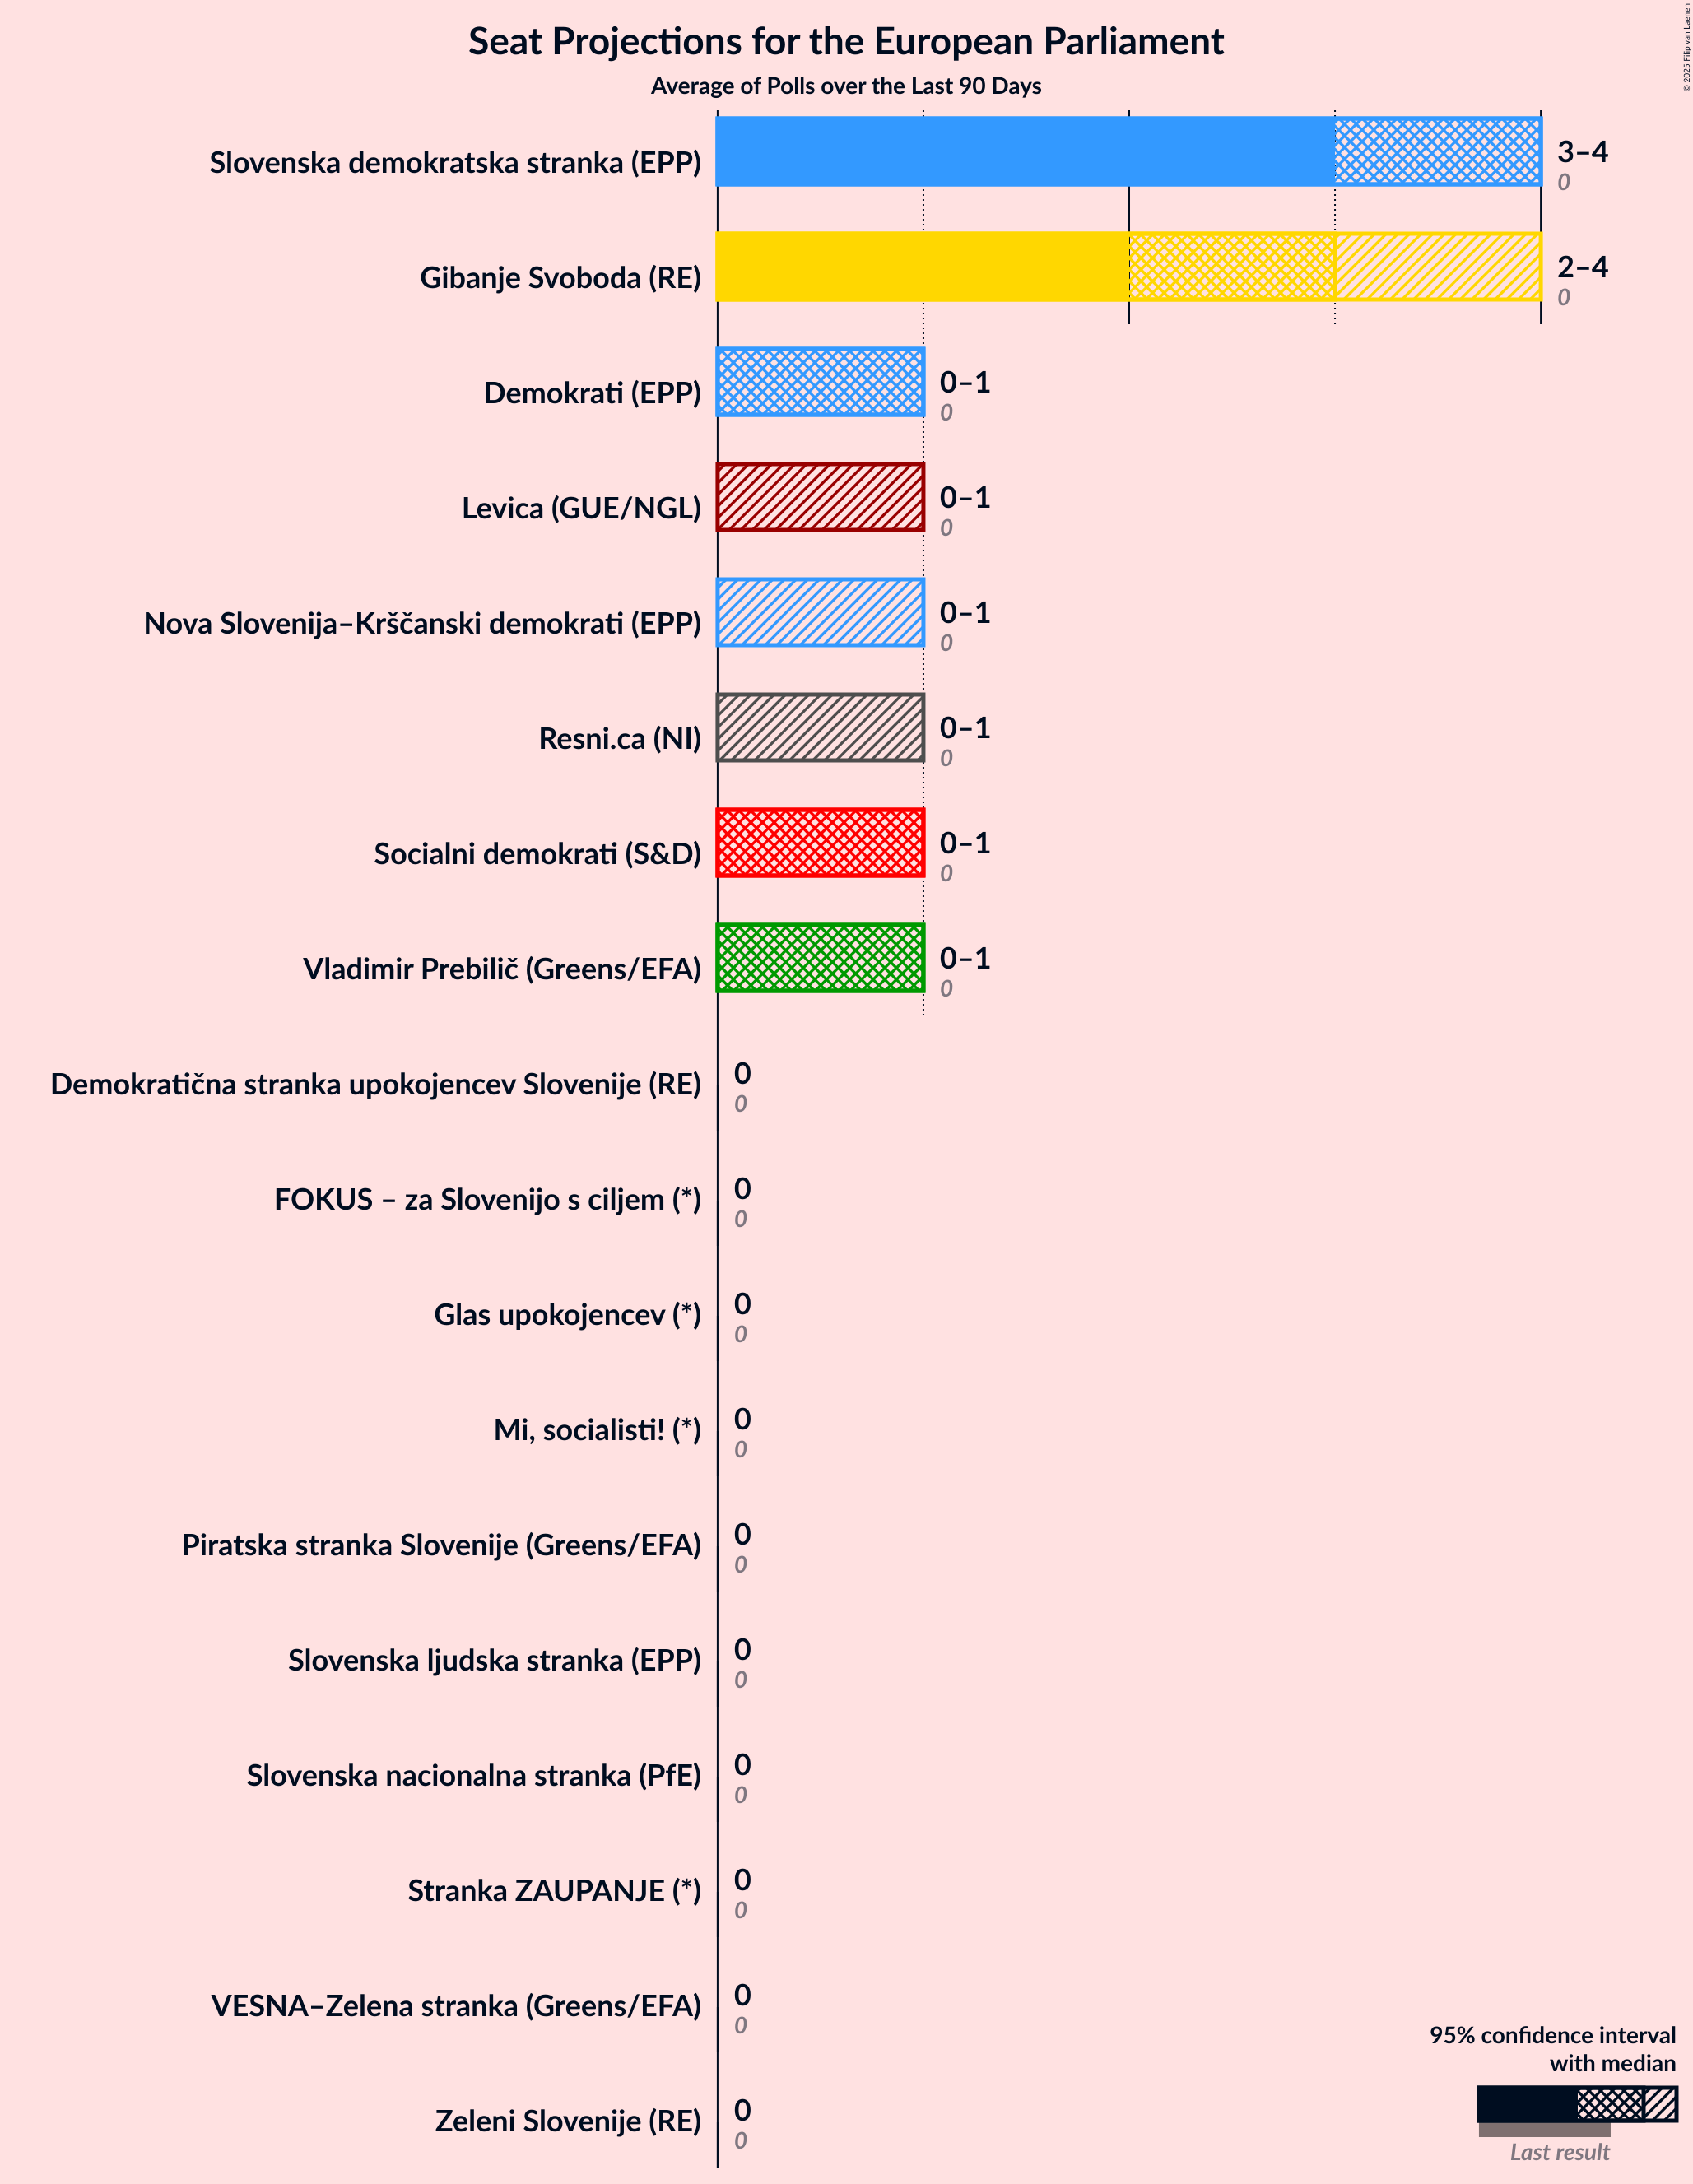 Seat Projections for the European Parliament
Average of Polls over the Last 90 Days
© 2025 Filip van Laenen
Slovenska demokratska stranka (EPP)
3–4
0
Gibanje Svoboda (RE)
2–4
0
Demokrati (EPP)
0–1
0
Levica (GUE/NGL)
0–1
0
Nova Slovenija–Krščanski demokrati (EPP)
0–1
0
Resni.ca (NI)
0–1
0
Socialni demokrati (S&D)
0–1
0
Vladimir Prebilič (Greens/EFA)
0–1
0
Demokratična stranka upokojencev Slovenije (RE)
0
0
FOKUS – za Slovenijo s ciljem (*)
0
0
Glas upokojencev (*)
0
0
Mi, socialisti! (*)
0
0
Piratska stranka Slovenije (Greens/EFA)
0
0
Slovenska ljudska stranka (EPP)
0
0
Slovenska nacionalna stranka (PfE)
0
0
Stranka ZAUPANJE (*)
0
0
VESNA–Zelena stranka (Greens/EFA)
0
0
Zeleni Slovenije (RE)
0
0
95% confidence interval
with median
Last result